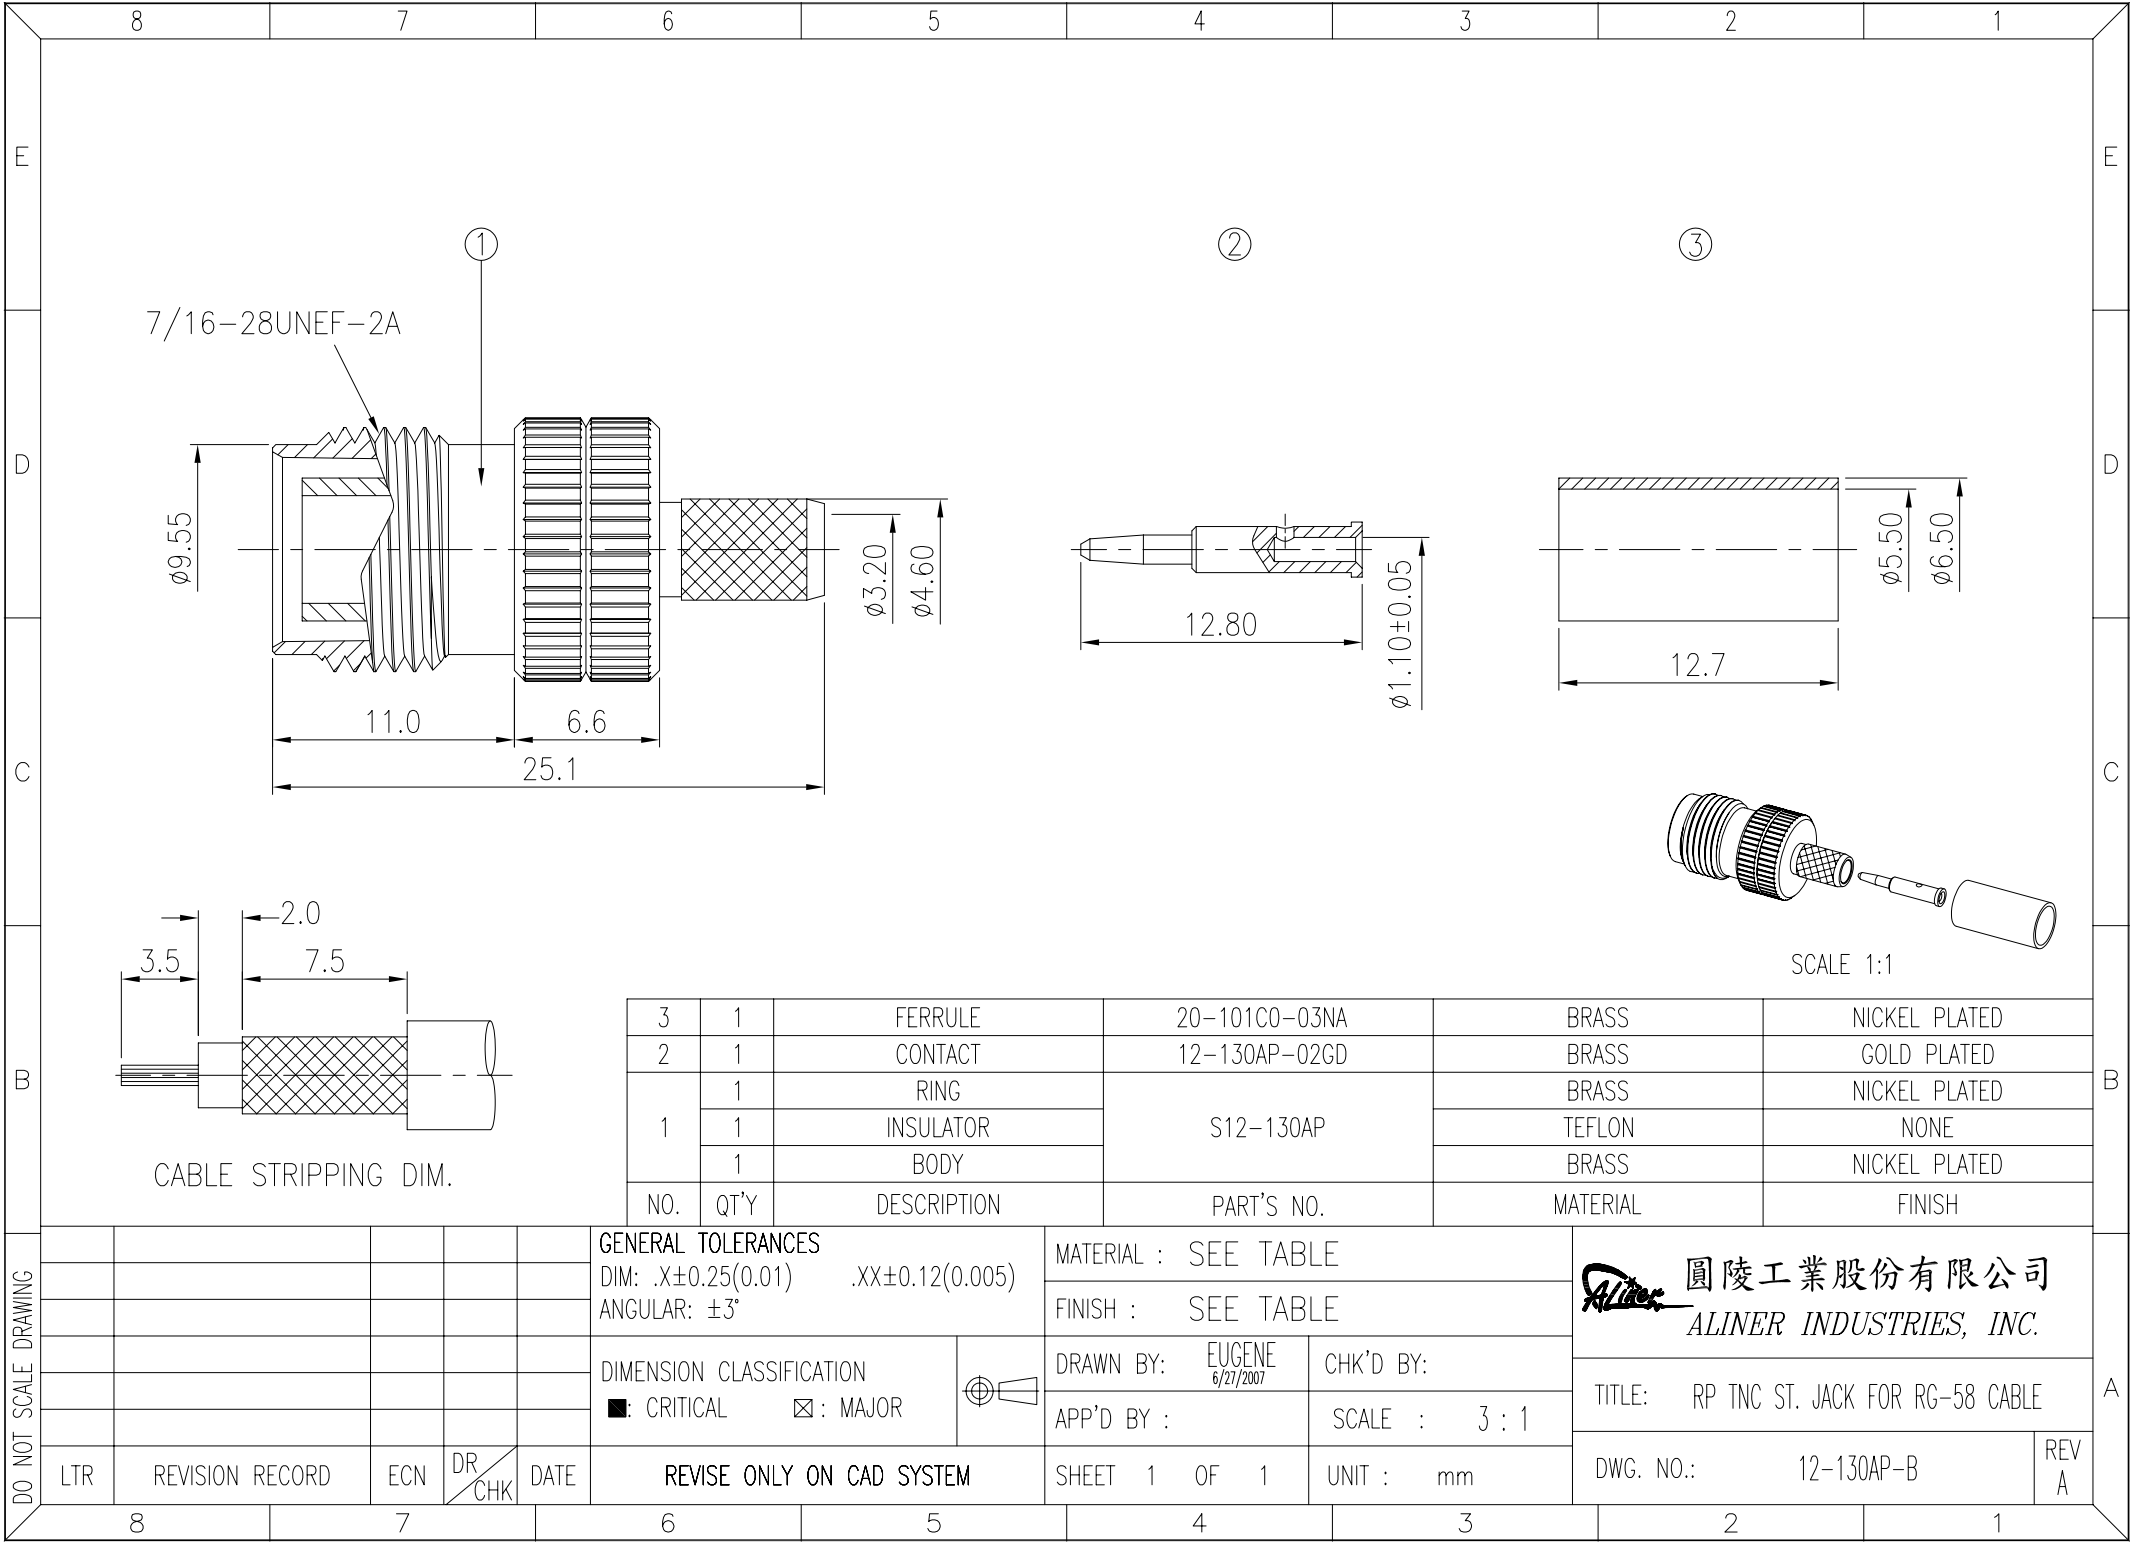 8 7 6 5 4 3 2 1
E E
① ② ③
7/16-28UNEF-2A
D D
ø9.55
ø3.20
ø4.60
12.80
ø1.10±0.05
ø5.50
ø6.50
12.7
11.0 6.6
25.1
C C
2.0
3.5 7.5
SCALE 1:1
CABLE STRIPPING DIM.
B B
3 1 FERRULE 20-101C0-03NA BRASS NICKEL PLATED
2 1 CONTACT 12-130AP-02GD BRASS GOLD PLATED
1 RING BRASS NICKEL PLATED
1 1 INSULATOR S12-130AP TEFLON NONE
1 BODY BRASS NICKEL PLATED
NO. QT'Y DESCRIPTION PART'S NO. MATERIAL FINISH
GENERAL TOLERANCES
DIM: .X±0.25(0.01) .XX±0.12(0.005)
ANGULAR: ±3°
MATERIAL : SEE TABLE
FINISH : SEE TABLE
ALiner 圓陵工業股份有限公司
ALINER INDUSTRIES, INC.
DIMENSION CLASSIFICATION
■: CRITICAL ☒: MAJOR
DRAWN BY: EUGENE
6/27/2007
CHK'D BY:
APP'D BY :
SCALE : 3 : 1
TITLE: RP TNC ST. JACK FOR RG-58 CABLE
A
LTR REVISION RECORD ECN DR/CHK DATE
REVISE ONLY ON CAD SYSTEM
SHEET 1 OF 1
UNIT : mm
DWG. NO.: 12-130AP-B
REV
A
DO NOT SCALE DRAWING
8 7 6 5 4 3 2 1